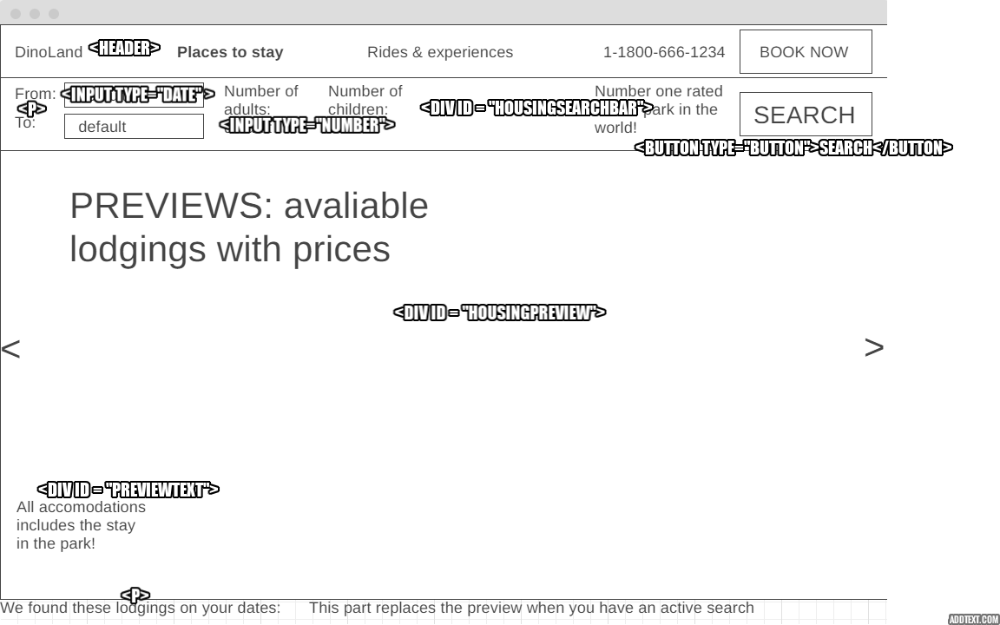 DinoLand <HEADER> Places to stay Rides & experiences 1-1800-666-1234 BOOK NOW
From: <INPUT TYPE="DATE">
<P>
To: default
Number of
adults:
Number of
children:
<INPUT TYPE="NUMBER">
<DIV ID = "HOUSINGSEARCHBAR">
Number one rated
park in the
world!
SEARCH
<BUTTON TYPE="BUTTON">SEARCH</BUTTON>
PREVIEWS: avaliable
lodgings with prices
<DIV ID = "HOUSINGPREVIEW">
< >
<DIV ID = "PREVIEWTEXT">
All accomodations
includes the stay
in the park!
<P>
We found these lodgings on your dates: This part replaces the preview when you have an active search
ADDTEXT.COM